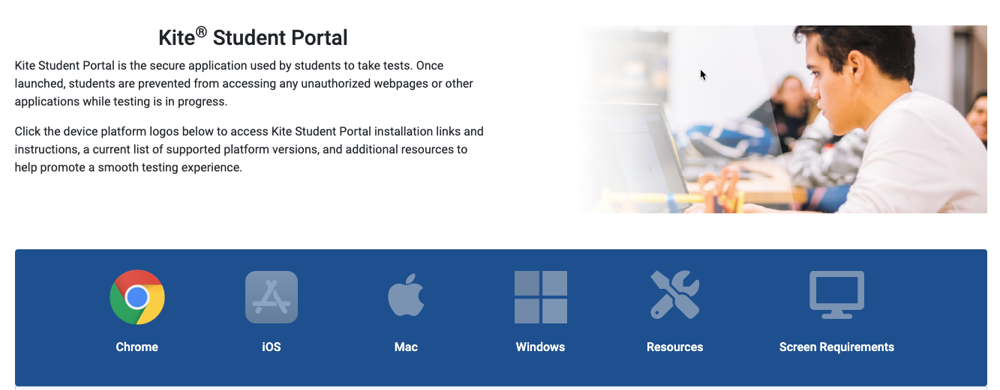 Kite® Student Portal
Kite Student Portal is the secure application used by students to take tests. Once
launched, students are prevented from accessing any unauthorized webpages or other
applications while testing is in progress.
Click the device platform logos below to access Kite Student Portal installation links and
instructions, a current list of supported platform versions, and additional resources to
help promote a smooth testing experience.
Chrome
iOS
Mac
Windows
Resources
Screen Requirements